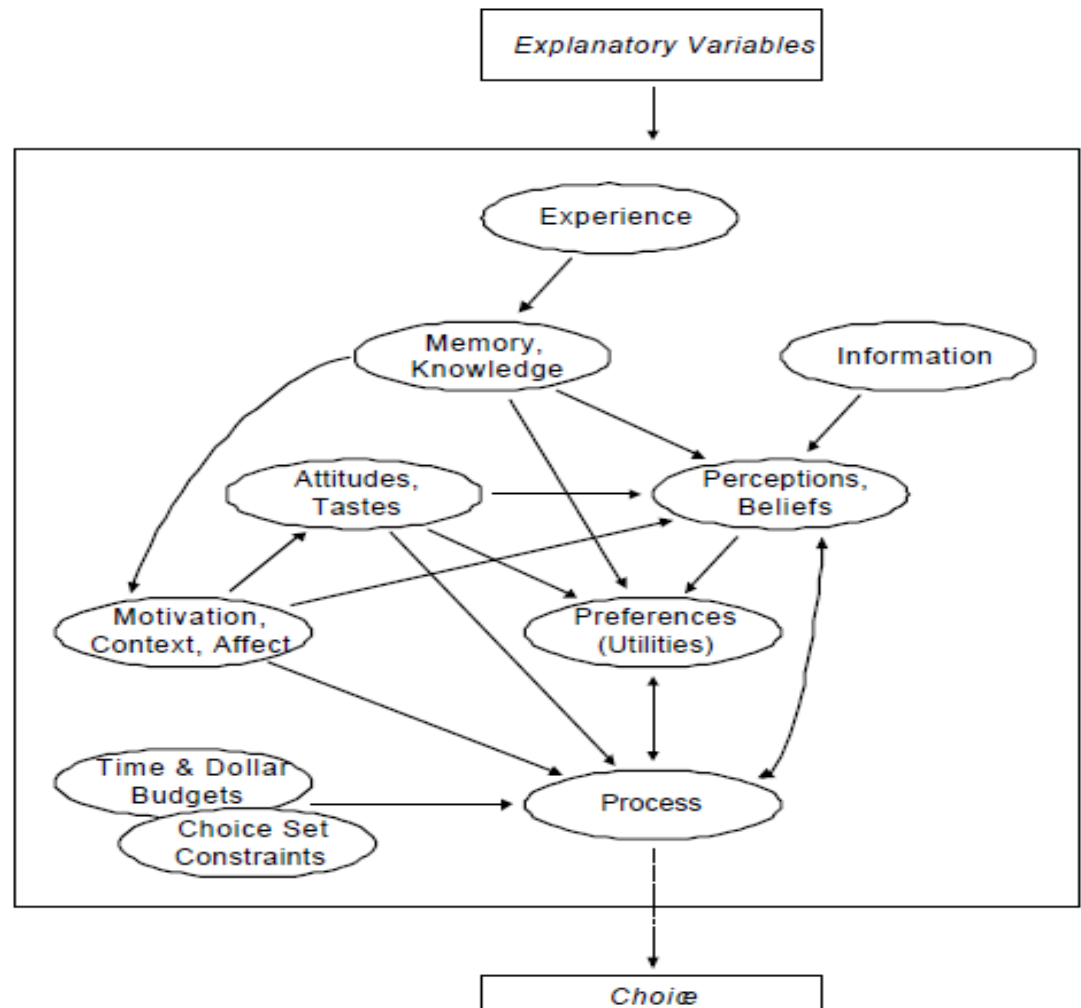 Explanatory Variables
Experience
Memory,
Knowledge
Information
Attitudes,
Tastes
Perceptions,
Beliefs
Motivation,
Context, Affect
Preferences
(Utilities)
Time & Dollar
Budgets
Process
Choice Set
Constraints
Choice